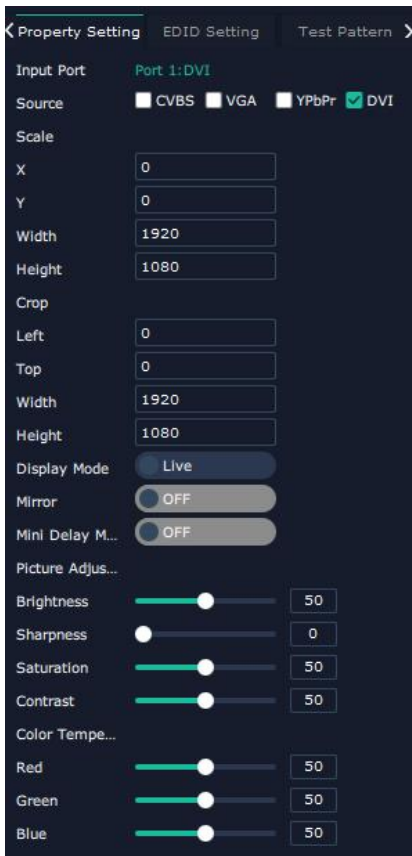 Property Setting EDID Setting Test Pattern
Input Port Port 1:DVI
Source CVBS VGA YPbPr DVI
Scale
X 0
Y 0
Width 1920
Height 1080
Crop
Left 0
Top 0
Width 1920
Height 1080
Display Mode Live
Mirror OFF
Mini Delay M... OFF
Picture Adjus...
Brightness 50
Sharpness 0
Saturation 50
Contrast 50
Color Tempe...
Red 50
Green 50
Blue 50